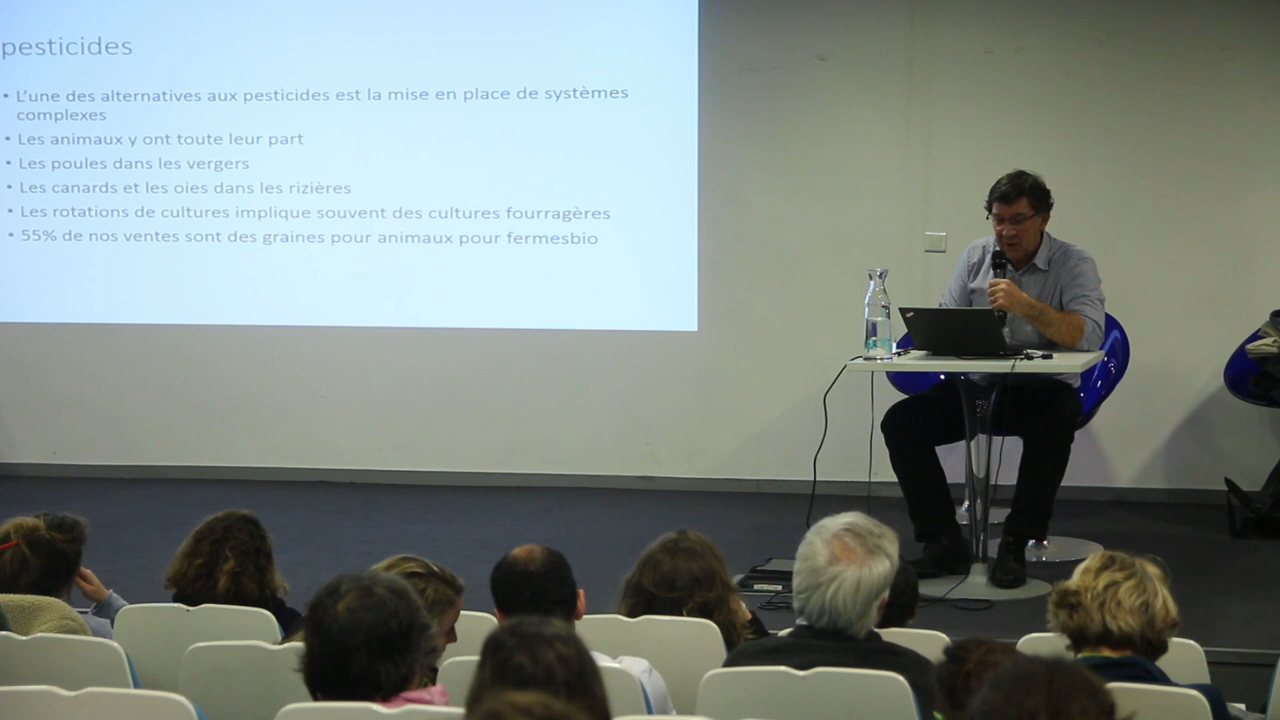 pesticides
• L'une des alternatives aux pesticides est la mise en place de systèmes
complexes
• Les animaux y ont toute leur part
• Les poules dans les vergers
• Les canards et les oies dans les rizières
• Les rotations de cultures implique souvent des cultures fourragères
• 55% de nos ventes sont des graines pour animaux pour fermesbio